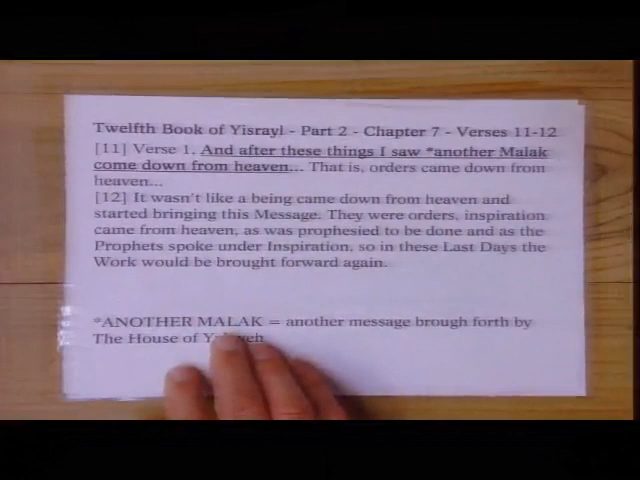 Twelfth Book of Yisrayl - Part 2 - Chapter 7 - Verses 11-12
[11] Verse 1. And after these things I saw *another Malak
come down from heaven... That is, orders came down from
heaven...
[12] It wasn't like a being came down from heaven and
started bringing this Message. They were orders, inspiration
came from heaven, as was prophesied to be done and as the
Prophets spoke under Inspiration, so in these Last Days the
Work would be brought forward again.
*ANOTHER MALAK = another message brough forth by
The House of